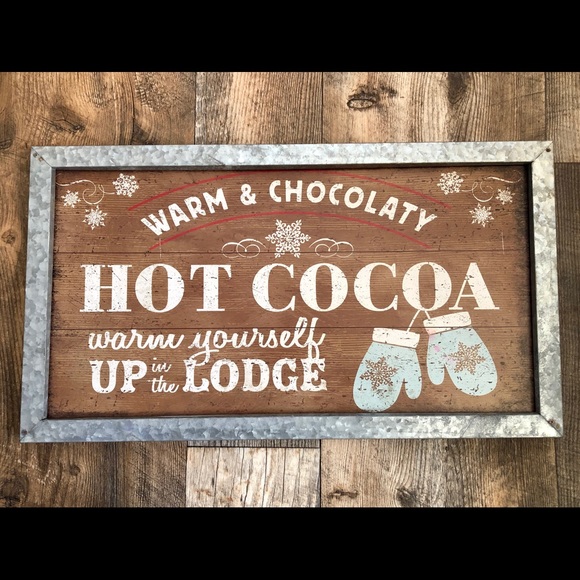 WARM & CHOCOLATY
HOT COCOA
warm yourself
UP in the LODGE